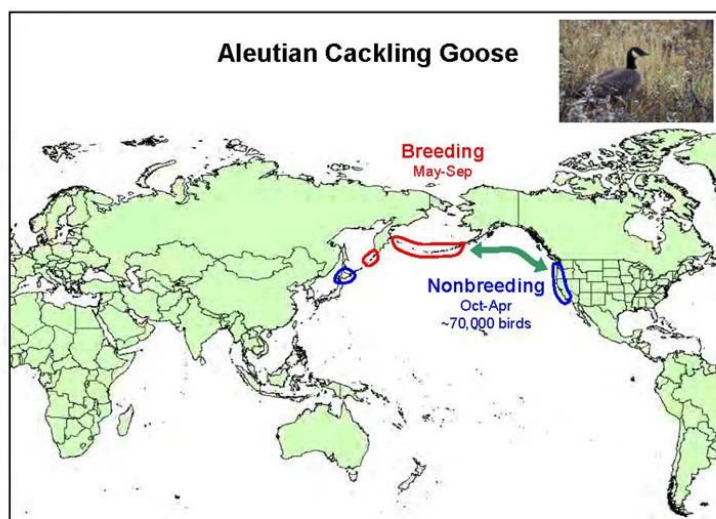 Aleutian Cackling Goose
Breeding
May-Sep
Nonbreeding
Oct-Apr
~70,000 birds